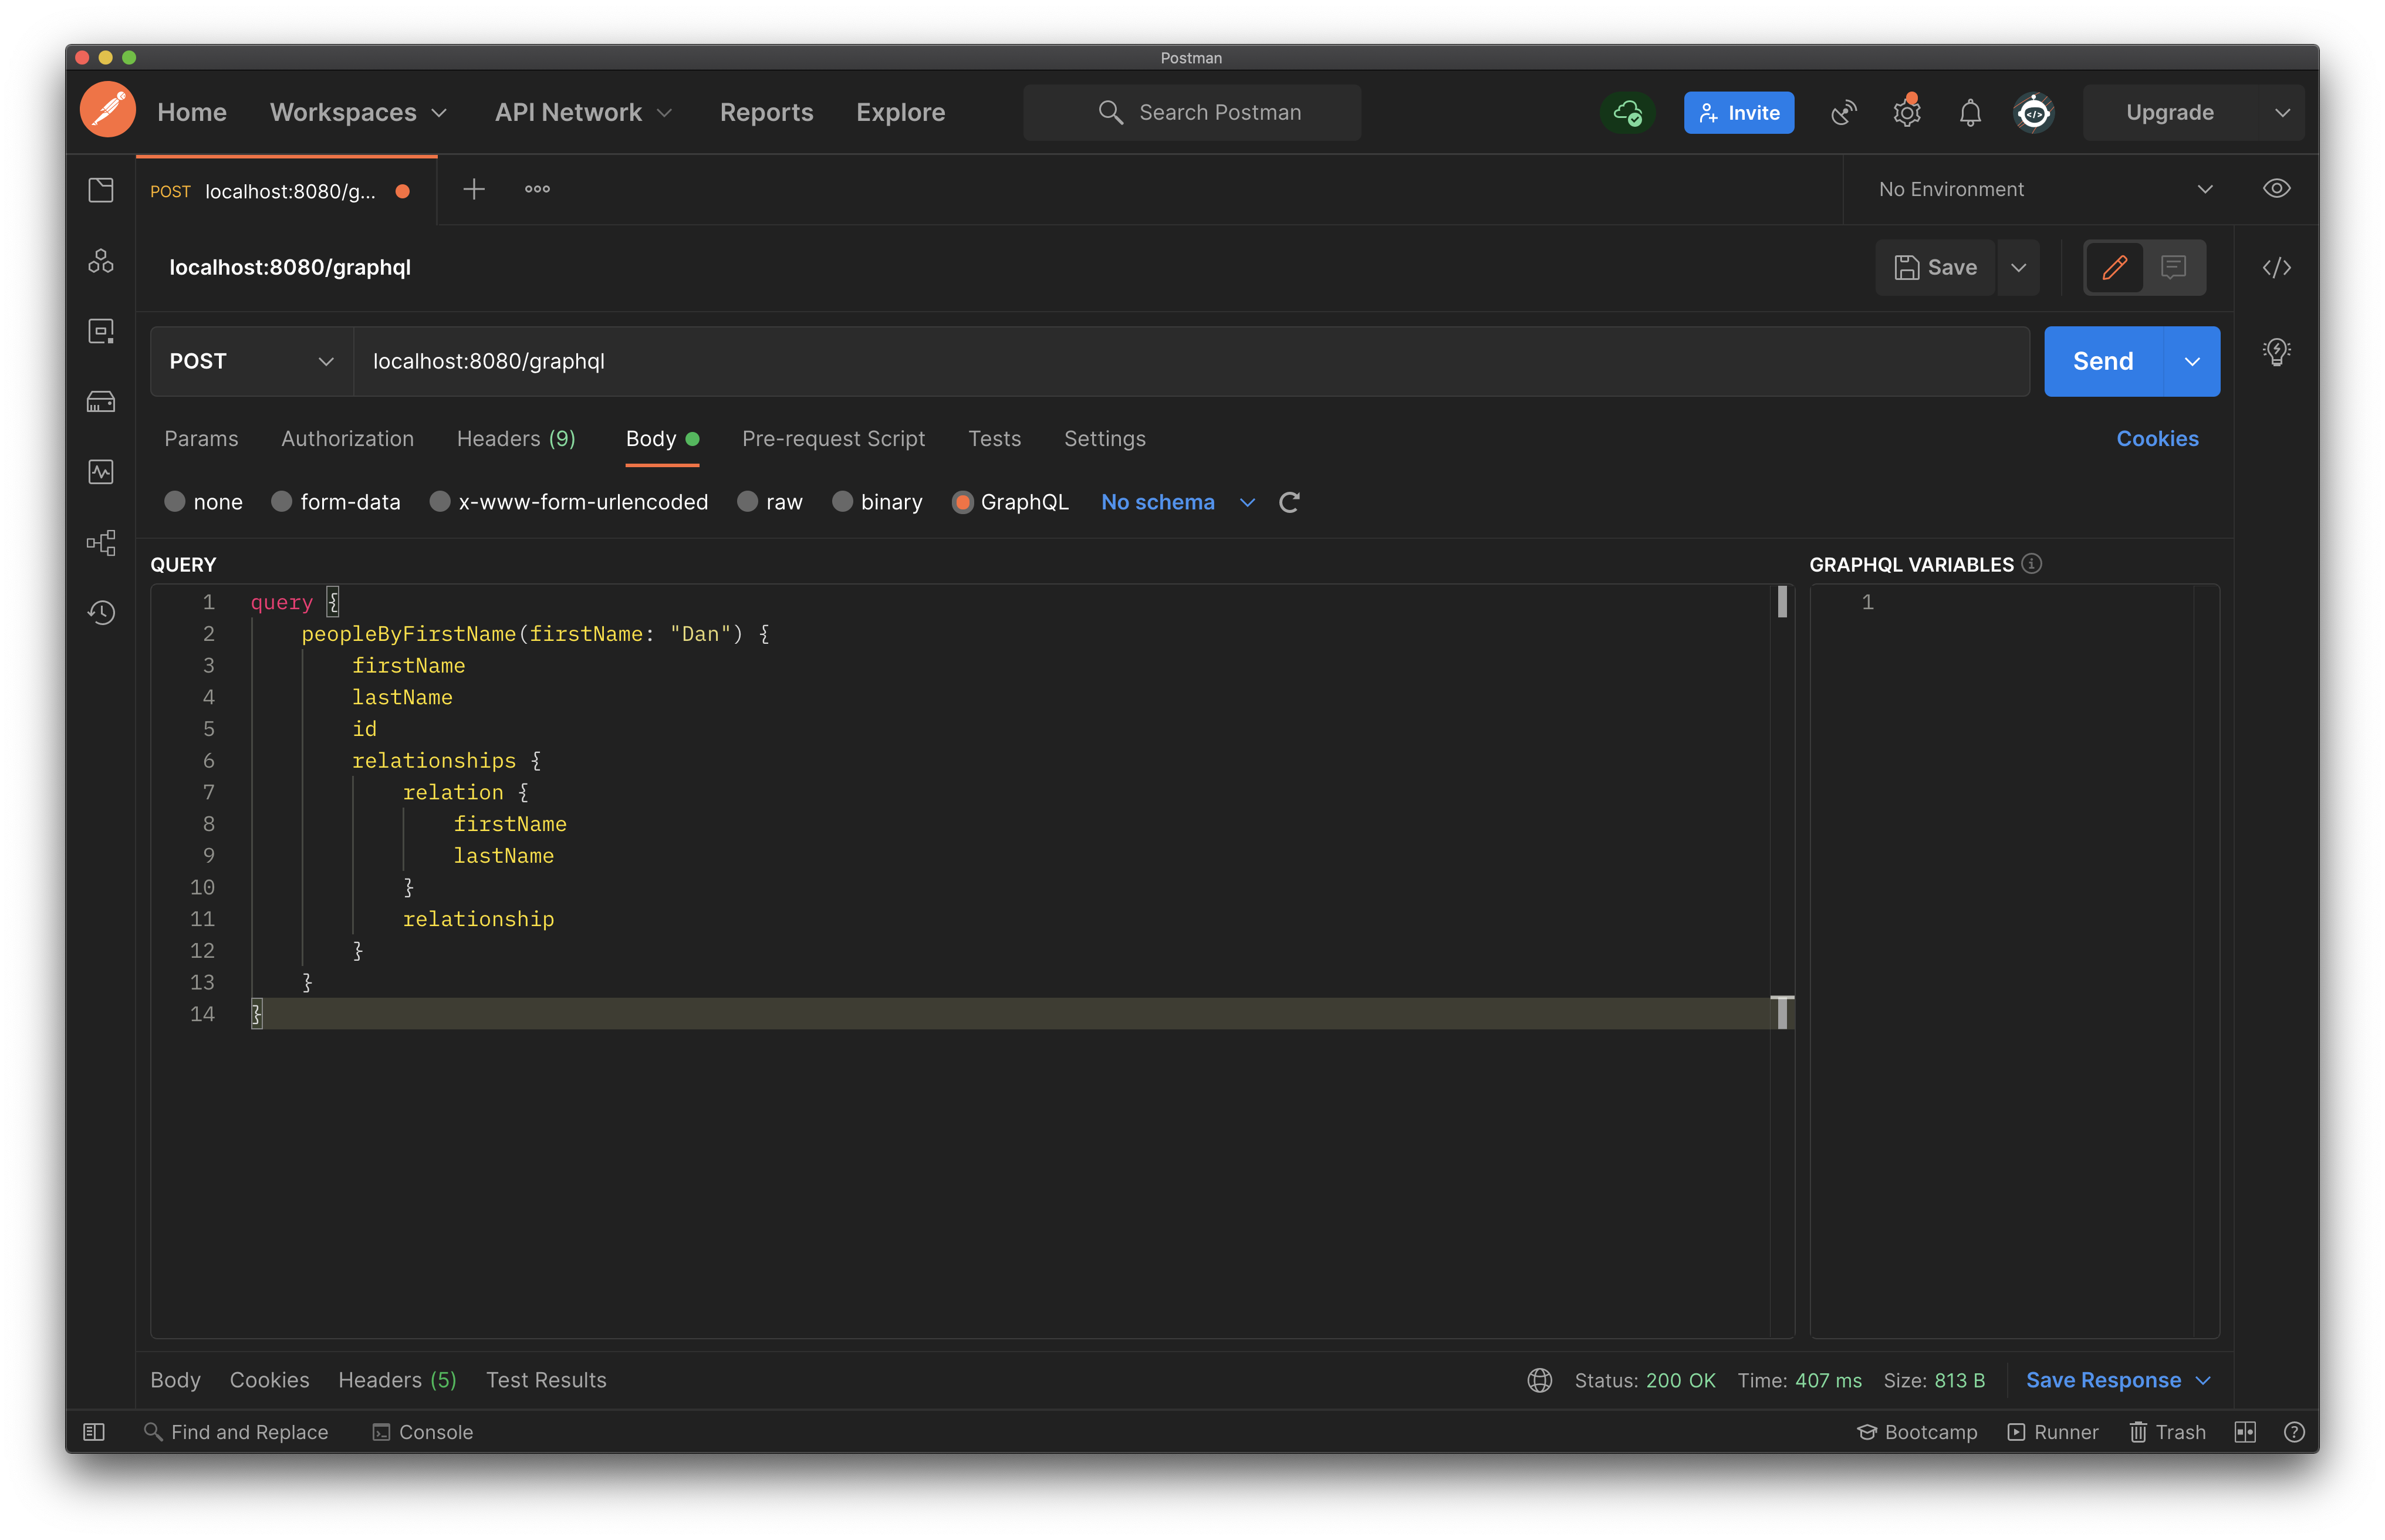 Postman
Home Workspaces API Network Reports Explore Search Postman Invite Upgrade
POST localhost:8080/g... No Environment
localhost:8080/graphql Save
POST localhost:8080/graphql Send
Params Authorization Headers (9) Body Pre-request Script Tests Settings Cookies
none form-data x-www-form-urlencoded raw binary GraphQL No schema
QUERY GRAPHQL VARIABLES
1 query { 1
2 peopleByFirstName(firstName: "Dan") {
3 firstName
4 lastName
5 id
6 relationships {
7 relation {
8 firstName
9 lastName
10 }
11 relationship
12 }
13 }
14 }
Body Cookies Headers (5) Test Results Status: 200 OK Time: 407 ms Size: 813 B Save Response
Find and Replace Console Bootcamp Runner Trash